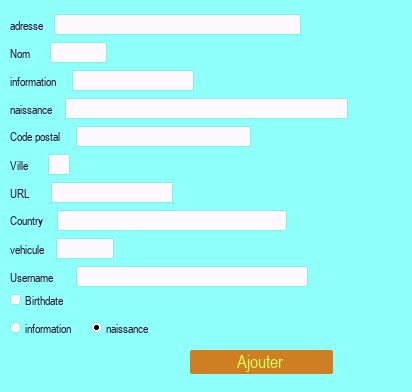 adresse
Nom
information
naissance
Code postal
Ville
URL
Country
vehicule
Username
Birthdate
information naissance
Ajouter